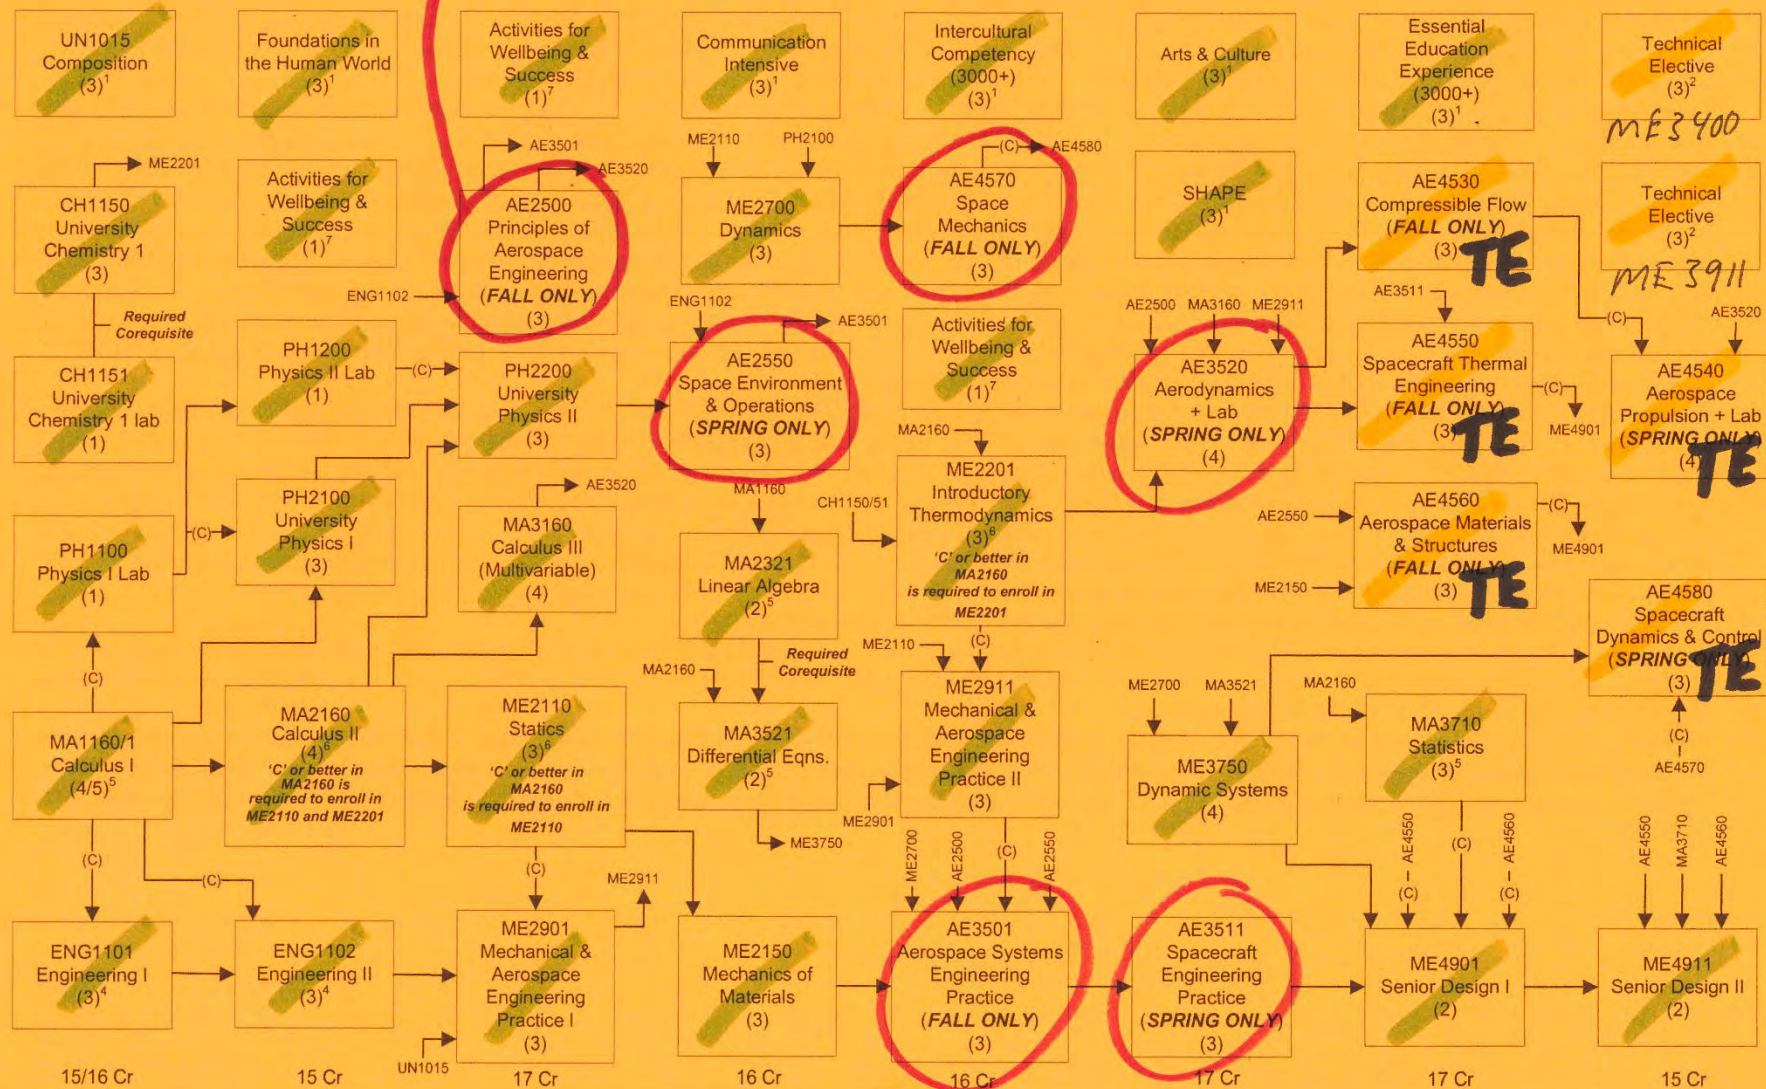 UN1015
Composition
(3)¹
Foundations in
the Human World
(3)¹
Activities for
Wellbeing &
Success
(1)⁷
Communication
Intensive
(3)¹
Intercultural
Competency
(3000+)
(3)¹
Arts & Culture
(3)¹
Essential
Education
Experience
(3000+)
(3)¹
Technical
Elective
(3)²
ME3400
ME2201
CH1150
University
Chemistry 1
(3)
Required
Corequisite
CH1151
University
Chemistry 1 lab
(1)
Activities for
Wellbeing &
Success
(1)⁷
AE3501
AE3520
AE2500
Principles of
Aerospace
Engineering
(FALL ONLY)
(3)
ENG1102
ME2110
PH2100
ME2700
Dynamics
(3)
(C)
AE4580
AE4570
Space
Mechanics
(FALL ONLY)
(3)
SHAPE
(3)¹
AE4530
Compressible Flow
(FALL ONLY)
(3)
TE
Technical
Elective
(3)²
ME3911
PH1200
Physics II Lab
(1)
(C)
PH2200
University
Physics II
(3)
ENG1102
AE3501
AE2550
Space Environment
& Operations
(SPRING ONLY)
(3)
Activities for
Wellbeing &
Success
(1)⁷
AE2500
MA3160
ME2911
AE3520
Aerodynamics
+ Lab
(SPRING ONLY)
(4)
AE3511
AE4550
Spacecraft Thermal
Engineering
(FALL ONLY)
(3)
TE
(C)
ME4901
(C)
AE3520
AE4540
Aerospace
Propulsion + Lab
(SPRING ONLY)
(4)
TE
PH1100
Physics I Lab
(1)
(C)
PH2100
University
Physics I
(3)
AE3520
MA3160
Calculus III
(Multivariable)
(4)
MA1160
MA2321
Linear Algebra
(2)⁵
Required
Corequisite
MA2160
CH1150/51
ME2201
Introductory
Thermodynamics
(3)⁶
'C' or better in
MA2160
is required to enroll in
ME2201
AE2550
ME2150
AE4560
Aerospace Materials
& Structures
(FALL ONLY)
(3)
TE
(C)
ME4901
AE4580
Spacecraft
Dynamics & Control
(SPRING ONLY)
(3)
TE
(C)
AE4570
(C)
MA1160/1
Calculus I
(4/5)⁵
MA2160
Calculus II
(4)⁶
'C' or better in
MA2160 is
required to enroll in
ME2110 and ME2201
ME2110
Statics
(3)⁶
'C' or better in
MA2160
is required to enroll in
ME2110
MA2160
MA3521
Differential Eqns.
(2)⁵
ME3750
ME2110
(C)
ME2911
Mechanical &
Aerospace
Engineering
Practice II
(3)
ME2901
ME2700
MA3521
ME3750
Dynamic Systems
(4)
MA2160
MA3710
Statistics
(3)⁵
(C)
(C)
ENG1101
Engineering I
(3)⁴
ENG1102
Engineering II
(3)⁴
(C)
ME2911
ME2901
Mechanical &
Aerospace
Engineering
Practice I
(3)
UN1015
ME2150
Mechanics of
Materials
(3)
ME2700
AE2500
(C)
AE2550
AE3501
Aerospace Systems
Engineering
Practice
(FALL ONLY)
(3)
AE3511
Spacecraft
Engineering
Practice
(SPRING ONLY)
(3)
AE4550
(C)
(C)
AE4560
(C)
ME4901
Senior Design I
(2)
AE4550
MA3710
AE4560
ME4911
Senior Design II
(2)
15/16 Cr
15 Cr
17 Cr
16 Cr
16 Cr
17 Cr
17 Cr
15 Cr